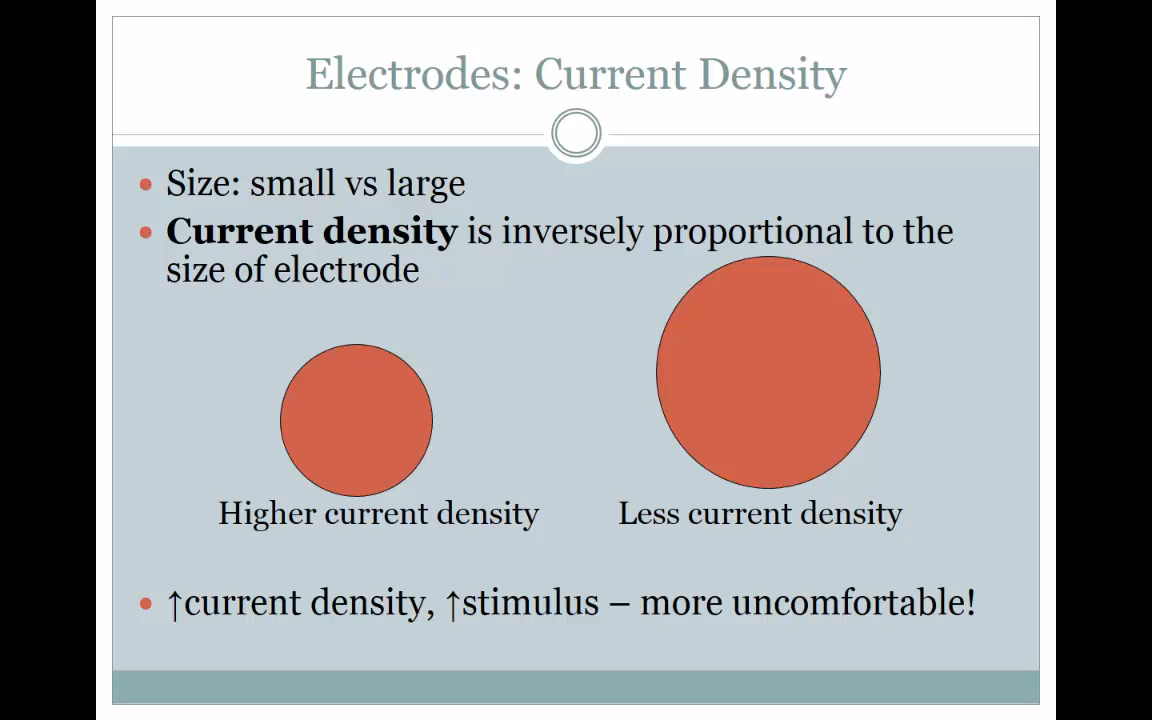 Electrodes: Current Density
• Size: small vs large
• Current density is inversely proportional to the
size of electrode
Higher current density
Less current density
• ↑current density, ↑stimulus – more uncomfortable!